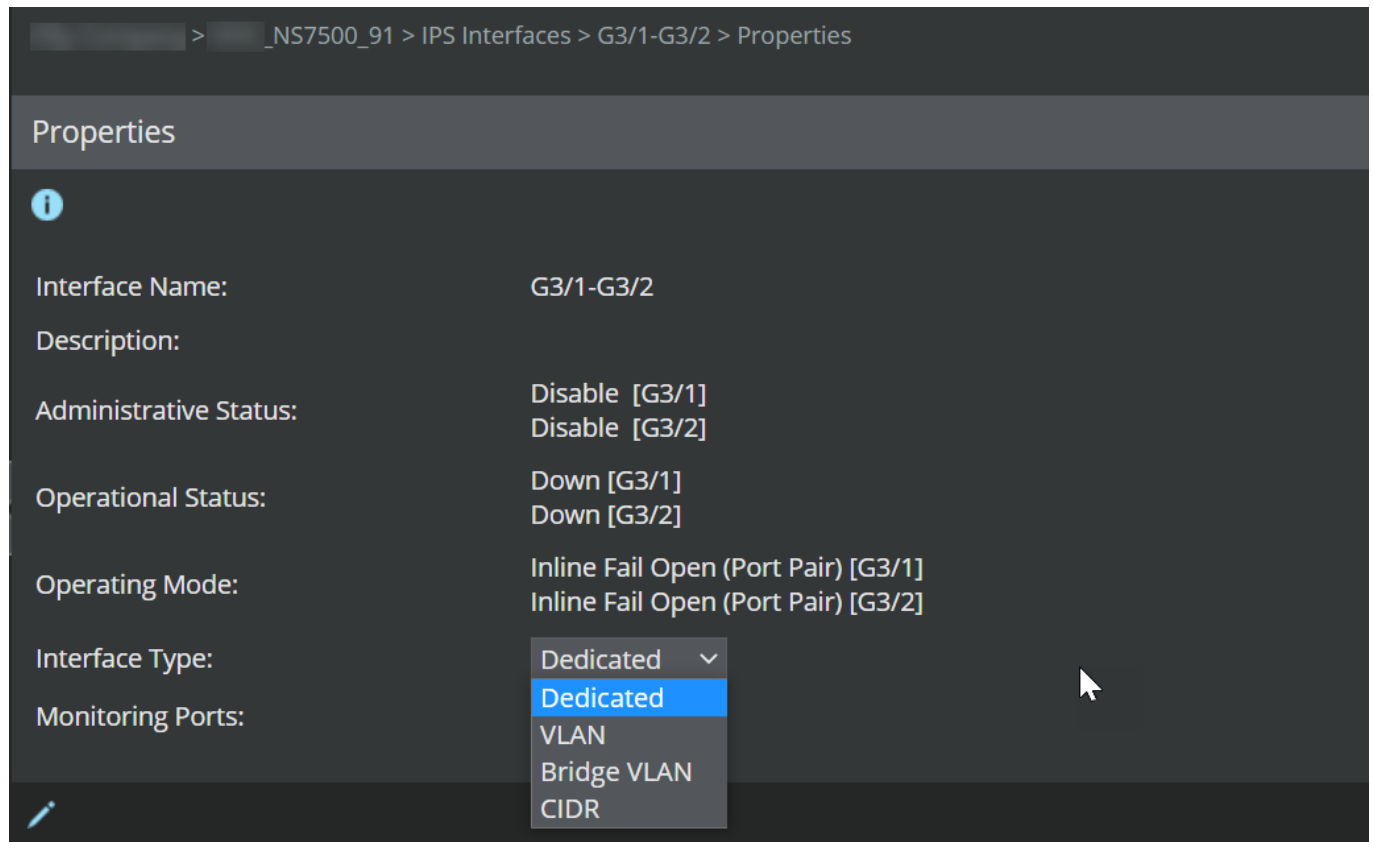 > _NS7500_91 > IPS Interfaces > G3/1-G3/2 > Properties
Properties
Interface Name: G3/1-G3/2
Description:
Administrative Status: Disable [G3/1]
Disable [G3/2]
Operational Status: Down [G3/1]
Down [G3/2]
Operating Mode: Inline Fail Open (Port Pair) [G3/1]
Inline Fail Open (Port Pair) [G3/2]
Interface Type: Dedicated
Dedicated
Monitoring Ports:
VLAN
Bridge VLAN
CIDR